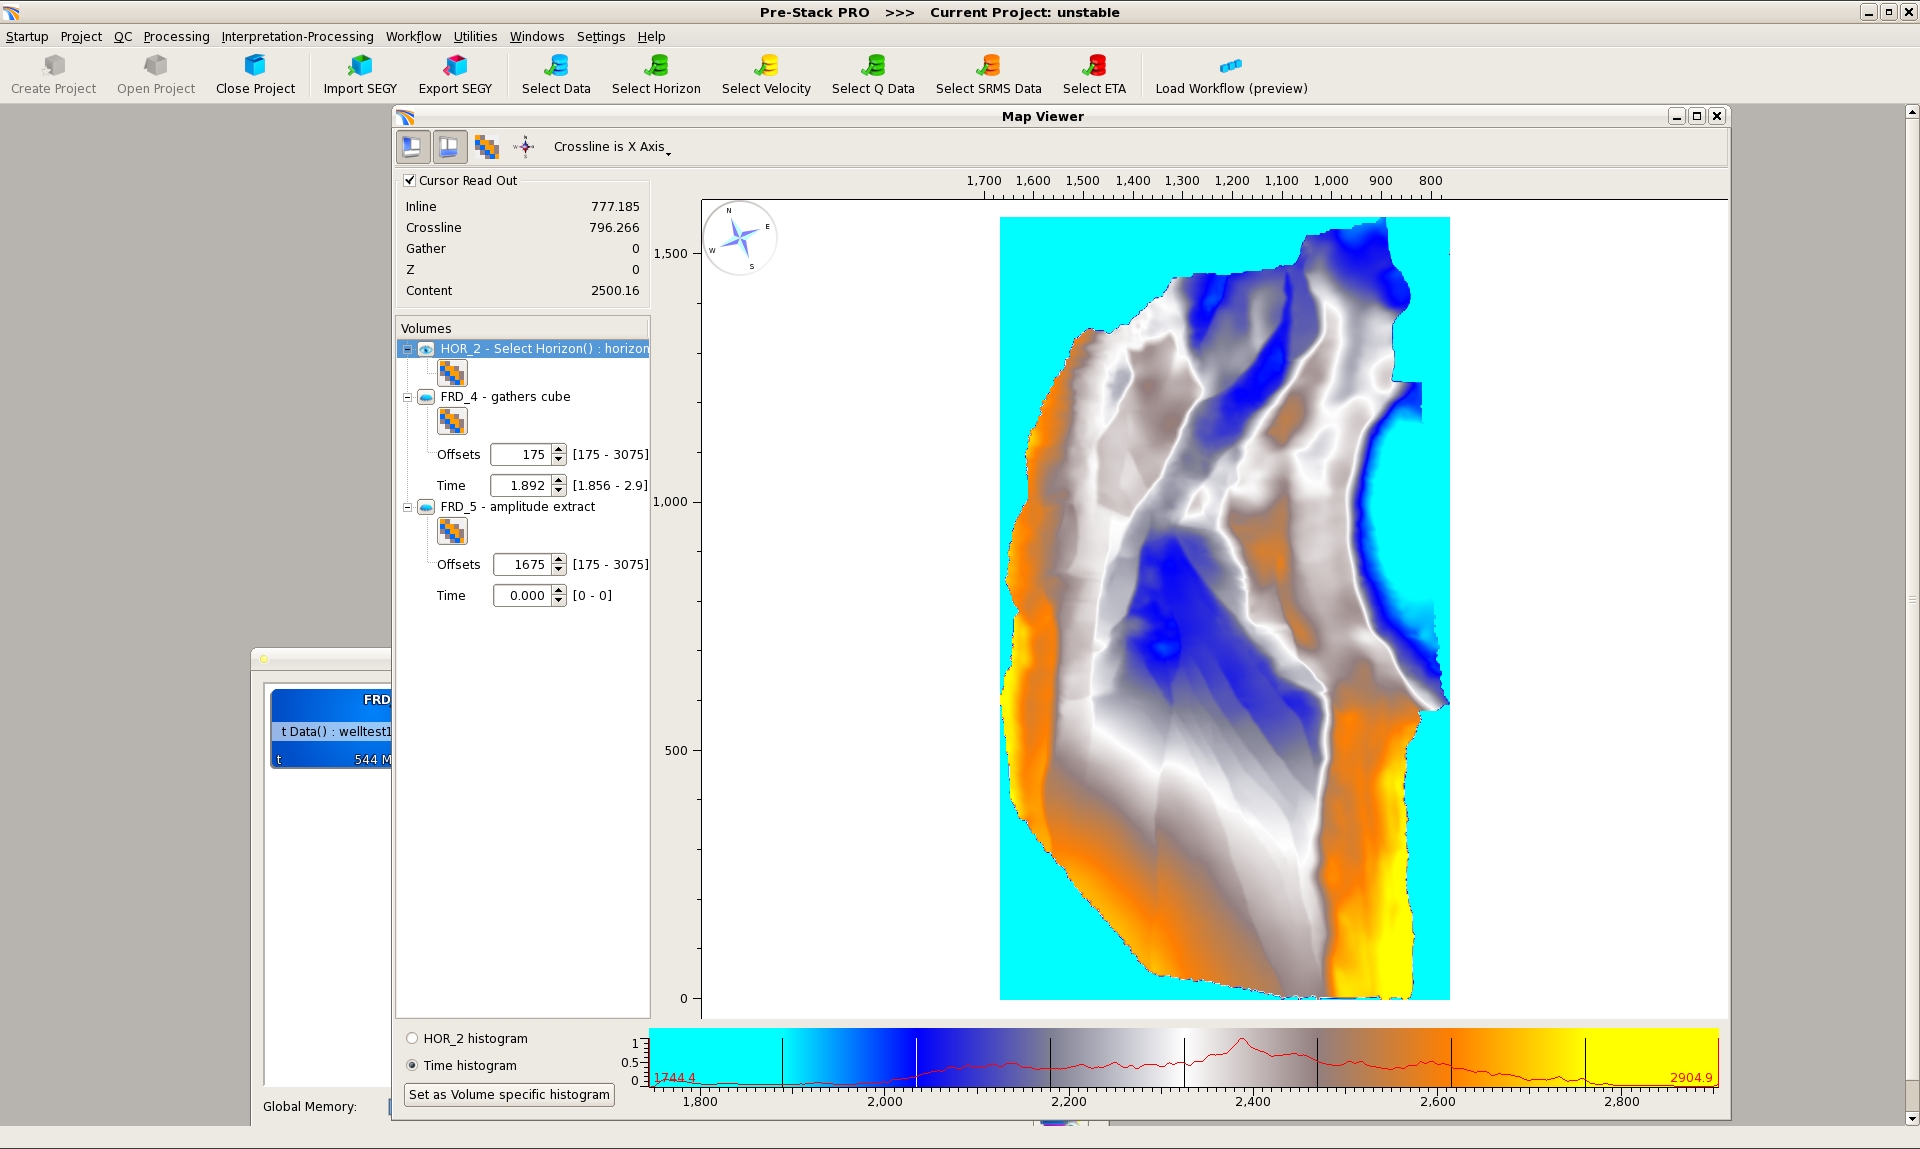 Pre-Stack PRO >>> Current Project: unstable
Startup Project QC Processing Interpretation-Processing Workflow Utilities Windows Settings Help
Create Project Open Project Close Project Import SEGY Export SEGY Select Data Select Horizon Select Velocity Select Q Data Select SRMS Data Select ETA Load Workflow (preview)
Map Viewer
Crossline is X Axis
Cursor Read Out
Inline 777.185
Crossline 796.266
Gather 0
Z 0
Content 2500.16
Volumes
HOR_2 - Select Horizon() : horizon
FRD_4 - gathers cube
Offsets 175 [175 - 3075]
Time 1.892 [1.856 - 2.9]
FRD_5 - amplitude extract
Offsets 1675 [175 - 3075]
Time 0.000 [0 - 0]
1,700 1,600 1,500 1,400 1,300 1,200 1,100 1,000 900 800
N
E
W
S
1,500
1,000
500
0
FRD
t Data() : welltest1
t 544 M
Global Memory:
HOR_2 histogram
Time histogram
Set as Volume specific histogram
1
0.5
0
1744.4 2904.9
1,800 2,000 2,200 2,400 2,600 2,800